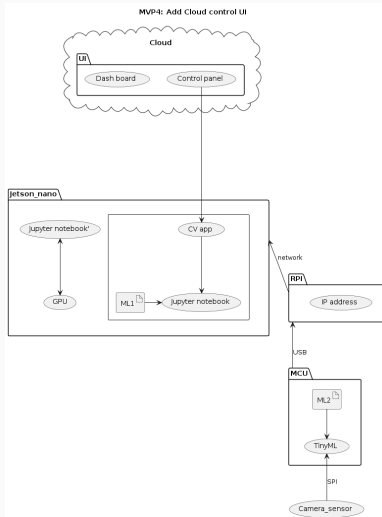 MVP4: Add Cloud control UI
Cloud
UI
Dash board
Control panel
jetson_nano
Jupyter notebook'
CV app
GPU
ML1
Jupyter notebook
network
RPI
IP address
USB
MCU
ML2
TinyML
SPI
Camera_sensor